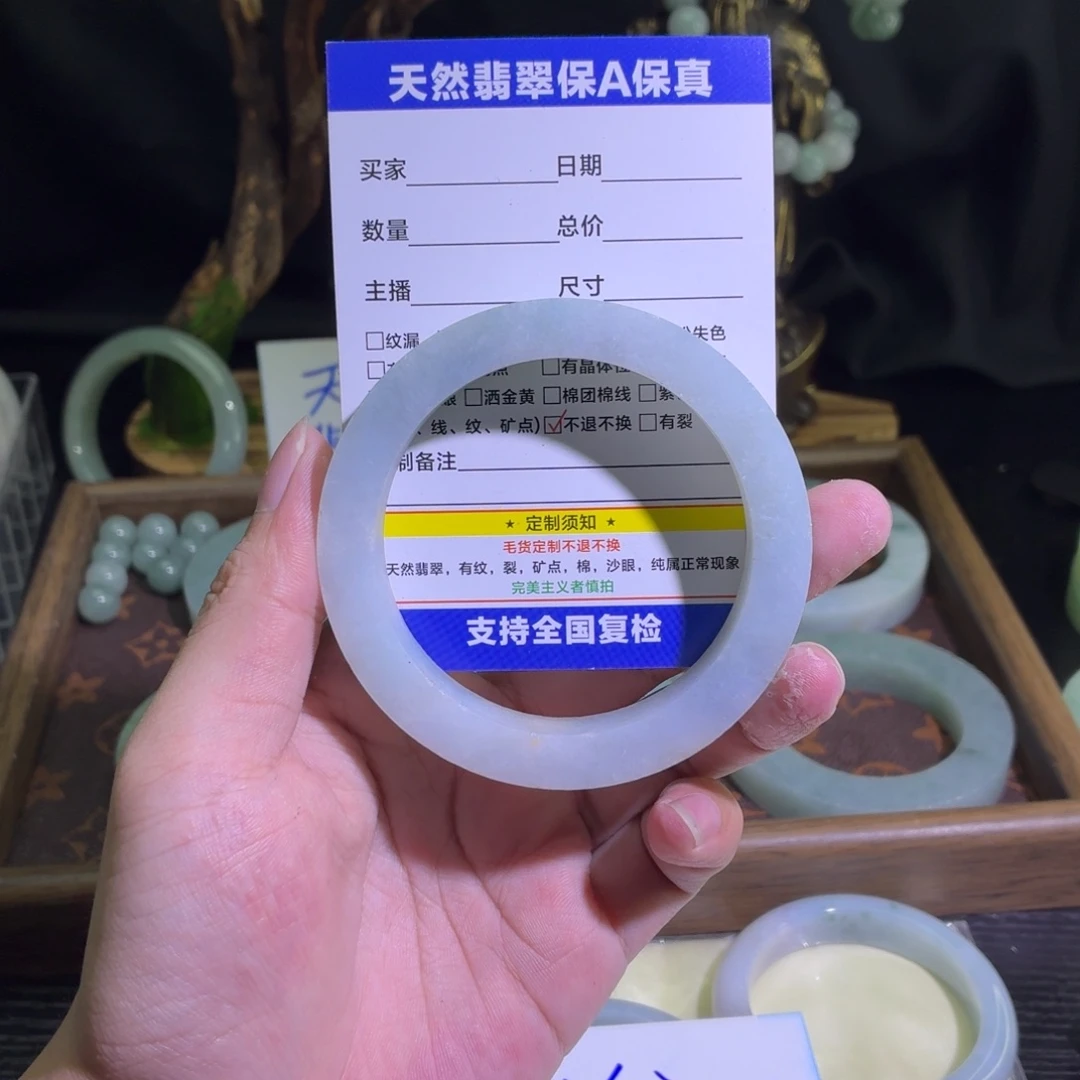 天然翡翠保A保真
买家 日期
数量 总价
主播 尺寸
□纹漏 失色
□有晶体
□洒金黄 □棉团棉线 □紫
、线、纹、矿点) ☑不退不换 □有裂
制备注
★ 定制须知 ★
毛货定制不退不换
天然翡翠，有纹，裂，矿点，棉，沙眼，纯属正常现象
完美主义者慎拍
支持全国复检
天